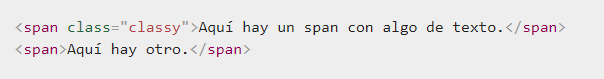 <span class="classy">Aquí hay un span con algo de texto.</span>
<span>Aquí hay otro.</span>